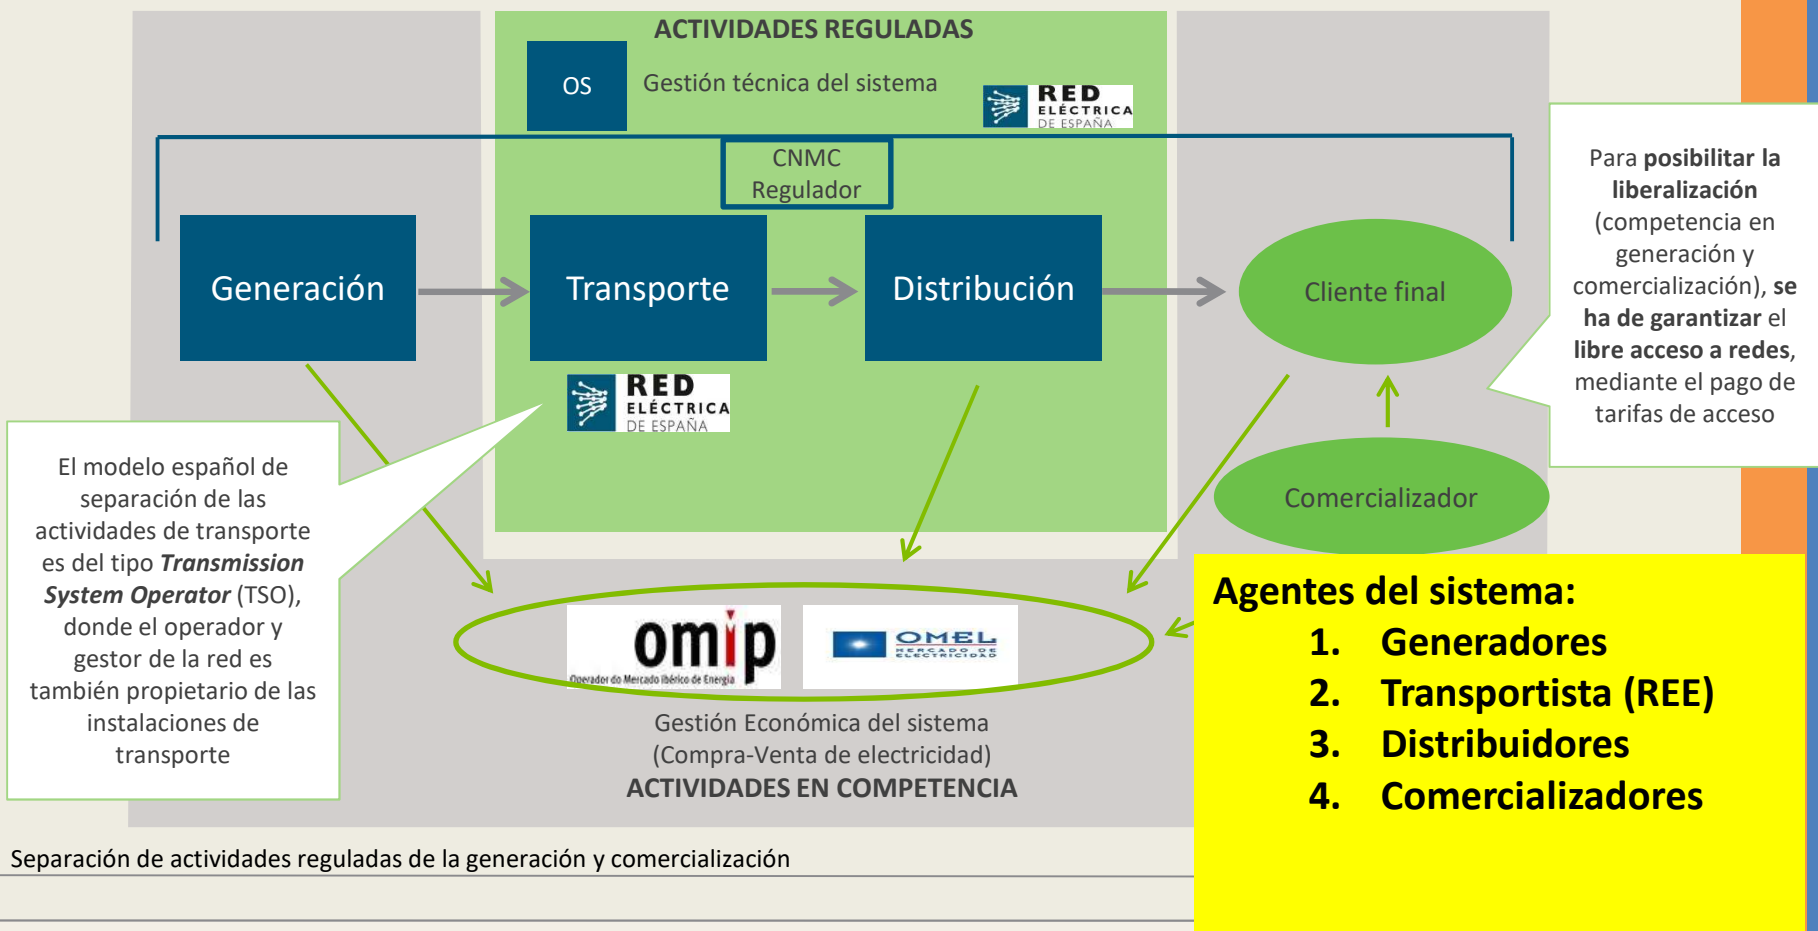 ACTIVIDADES REGULADAS
OS
Gestión técnica del sistema
RED
ELÉCTRICA
DE ESPAÑA
CNMC
Regulador
Generación
Transporte
Distribución
Cliente final
Para posibilitar la
liberalización
(competencia en
generación y
comercialización), se
ha de garantizar el
libre acceso a redes,
mediante el pago de
tarifas de acceso
RED
ELÉCTRICA
DE ESPAÑA
El modelo español de
separación de las
actividades de transporte
es del tipo Transmission
System Operator (TSO),
donde el operador y
gestor de la red es
también propietario de las
instalaciones de
transporte
Comercializador
omip
Operador do Mercado Ibérico de Energia
OMEL
MERCADO DE
ELECTRICIDAD
Gestión Económica del sistema
(Compra-Venta de electricidad)
ACTIVIDADES EN COMPETENCIA
Agentes del sistema:
1. Generadores
2. Transportista (REE)
3. Distribuidores
4. Comercializadores
Separación de actividades reguladas de la generación y comercialización